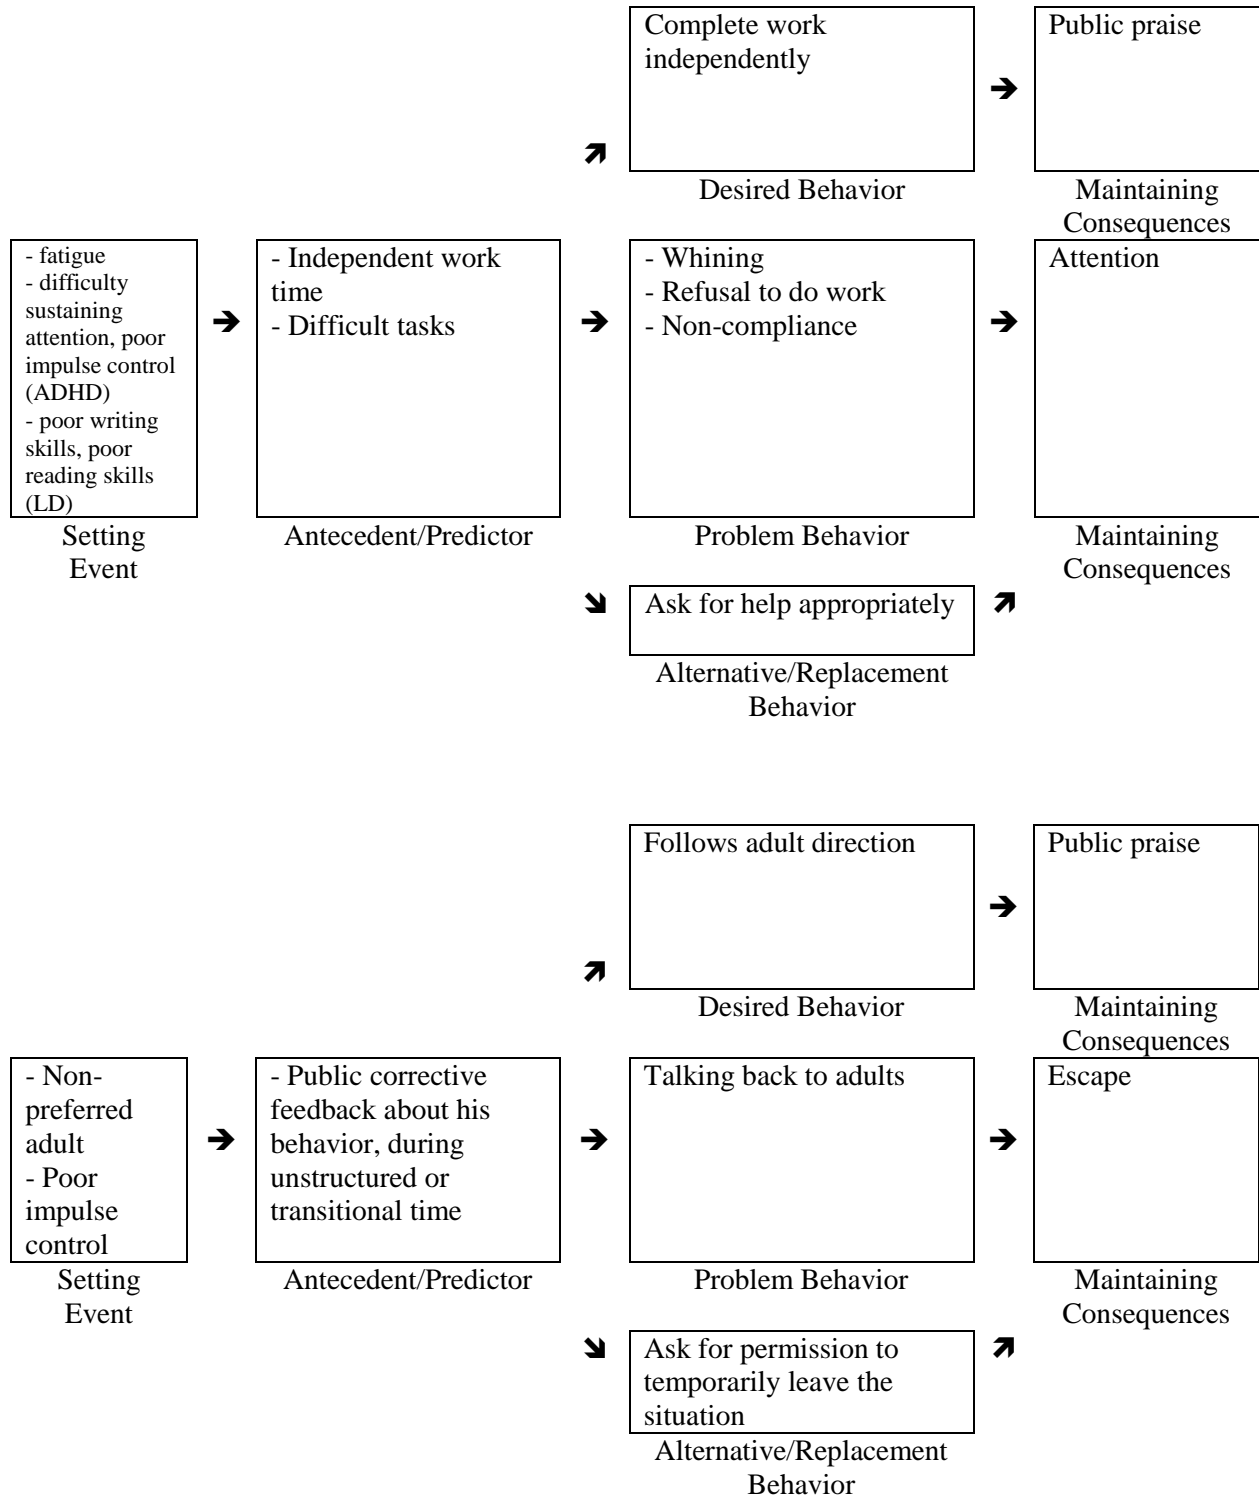 Complete work
independently
Public praise
➔
➔
Desired Behavior
Maintaining
Consequences
- fatigue
- difficulty
sustaining
attention, poor
impulse control
(ADHD)
- poor writing
skills, poor
reading skills
(LD)
Setting
Event
➔
- Independent work
time
- Difficult tasks
Antecedent/Predictor
➔
- Whining
- Refusal to do work
- Non-compliance
Problem Behavior
➔
Attention
Maintaining
Consequences
Ask for help appropriately
Alternative/Replacement
Behavior
Follows adult direction
Public praise
Desired Behavior
Maintaining
Consequences
- Non-
preferred
adult
- Poor
impulse
control
Setting
Event
- Public corrective
feedback about his
behavior, during
unstructured or
transitional time
Antecedent/Predictor
Talking back to adults
Problem Behavior
Escape
Maintaining
Consequences
Ask for permission to
temporarily leave the
situation
Alternative/Replacement
Behavior